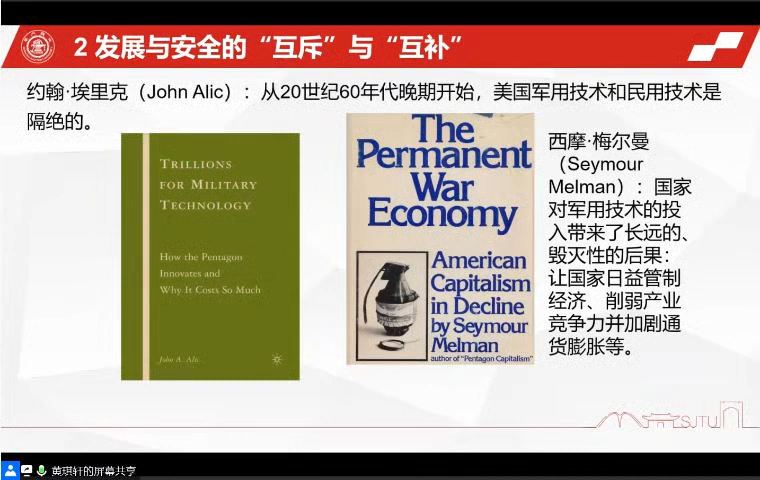 2 发展与安全的“互斥”与“互补”
约翰·埃里克（John Alic）：从20世纪60年代晚期开始，美国军用技术和民用技术是
隔绝的。
TRILLIONS
FOR MILITARY
TECHNOLOGY
How the Pentagon
Innovates and
Why It Costs So Much
John A. Alic
The
Permanent
War
Economy
American
Capitalism
in Decline
by Seymour
Melman
author of "Pentagon Capitalism"
西摩·梅尔曼
（Seymour
Melman）：国家
对军用技术的投
入带来了长远的、
毁灭性的后果：
让国家日益管制
经济、削弱产业
竞争力并加剧通
货膨胀等。
SJTU
黄琪轩的屏幕共享